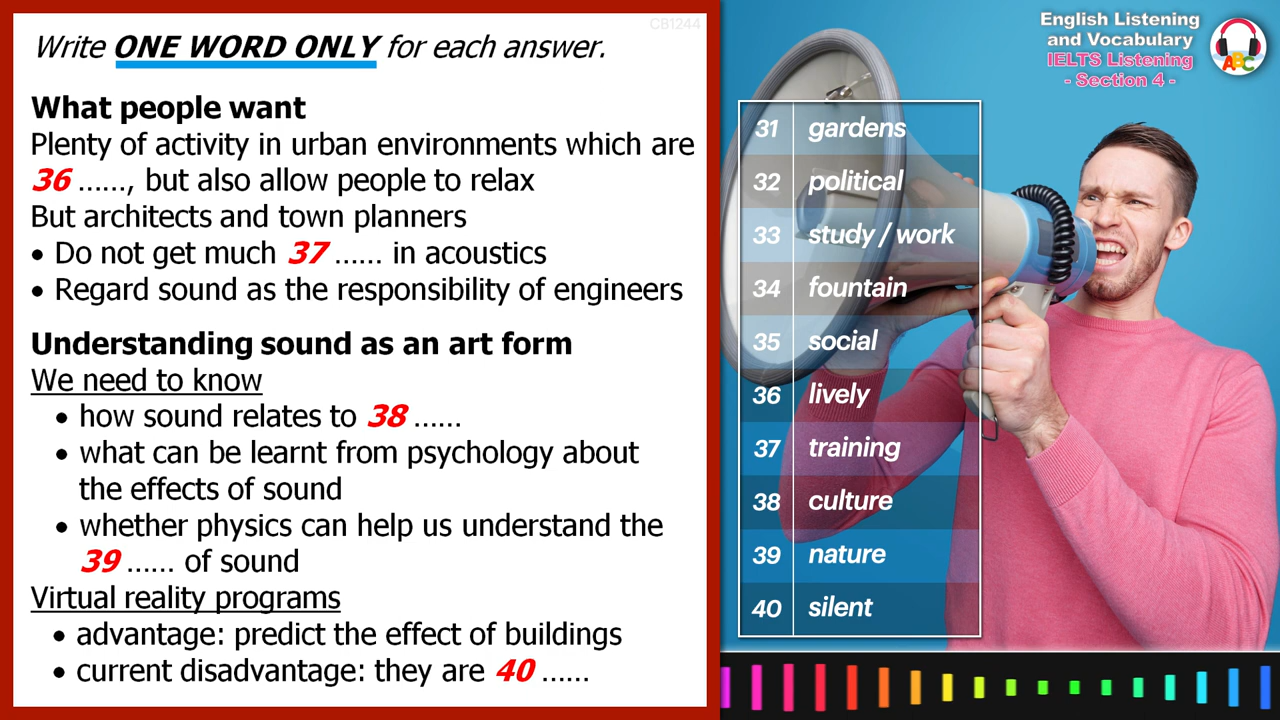 CB1244
Write ONE WORD ONLY for each answer.
What people want
Plenty of activity in urban environments which are
36 ......, but also allow people to relax
But architects and town planners
• Do not get much 37 ...... in acoustics
• Regard sound as the responsibility of engineers
Understanding sound as an art form
We need to know
• how sound relates to 38 ......
• what can be learnt from psychology about
the effects of sound
• whether physics can help us understand the
39 ...... of sound
Virtual reality programs
• advantage: predict the effect of buildings
• current disadvantage: they are 40 ......
English Listening
and Vocabulary
IELTS Listening
- Section 4 -
ABC
31 gardens
32 political
33 study / work
34 fountain
35 social
36 lively
37 training
38 culture
39 nature
40 silent